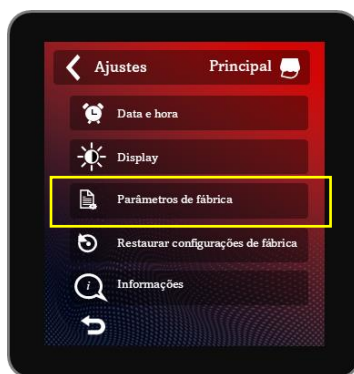 Ajustes Principal
Data e hora
Display
Parâmetros de fábrica
Restaurar configurações de fábrica
Informações